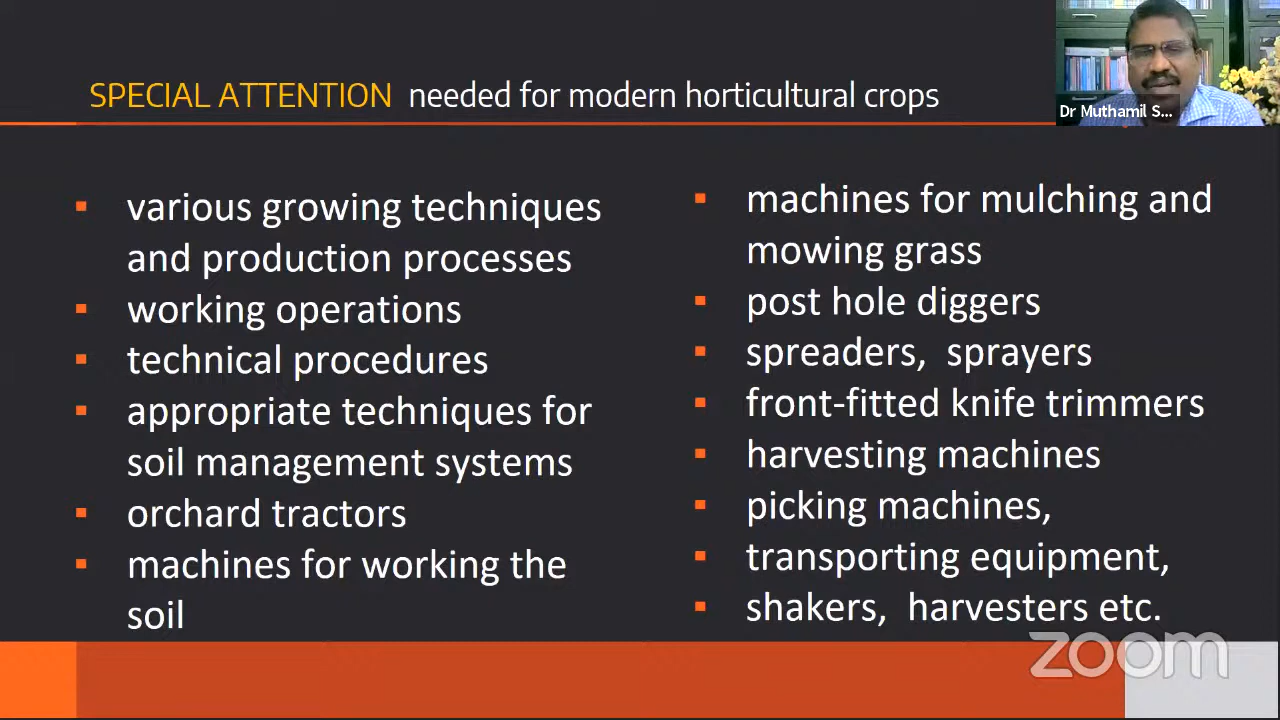 SPECIAL ATTENTION needed for modern horticultural crops
Dr Muthamil S...
various growing techniques
and production processes
working operations
technical procedures
appropriate techniques for
soil management systems
orchard tractors
machines for working the
soil
machines for mulching and
mowing grass
post hole diggers
spreaders, sprayers
front-fitted knife trimmers
harvesting machines
picking machines,
transporting equipment,
shakers, harvesters etc.
zoom